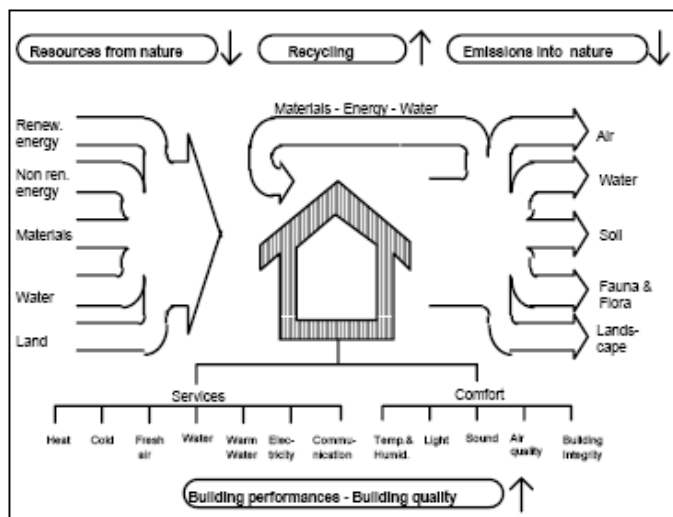 Resources from nature
Recycling
Emissions into nature
Materials - Energy - Water
Renew.
energy
Non ren.
energy
Materials
Water
Land
Air
Water
Soil
Fauna &
Flora
Lands-
cape
Services
Comfort
Heat
Cold
Fresh
air
Water
Warm
Water
Elec-
tricity
Commu-
nication
Temp.&
Humid.
Light
Sound
Air
quality
Building
Integrity
Building performances - Building quality